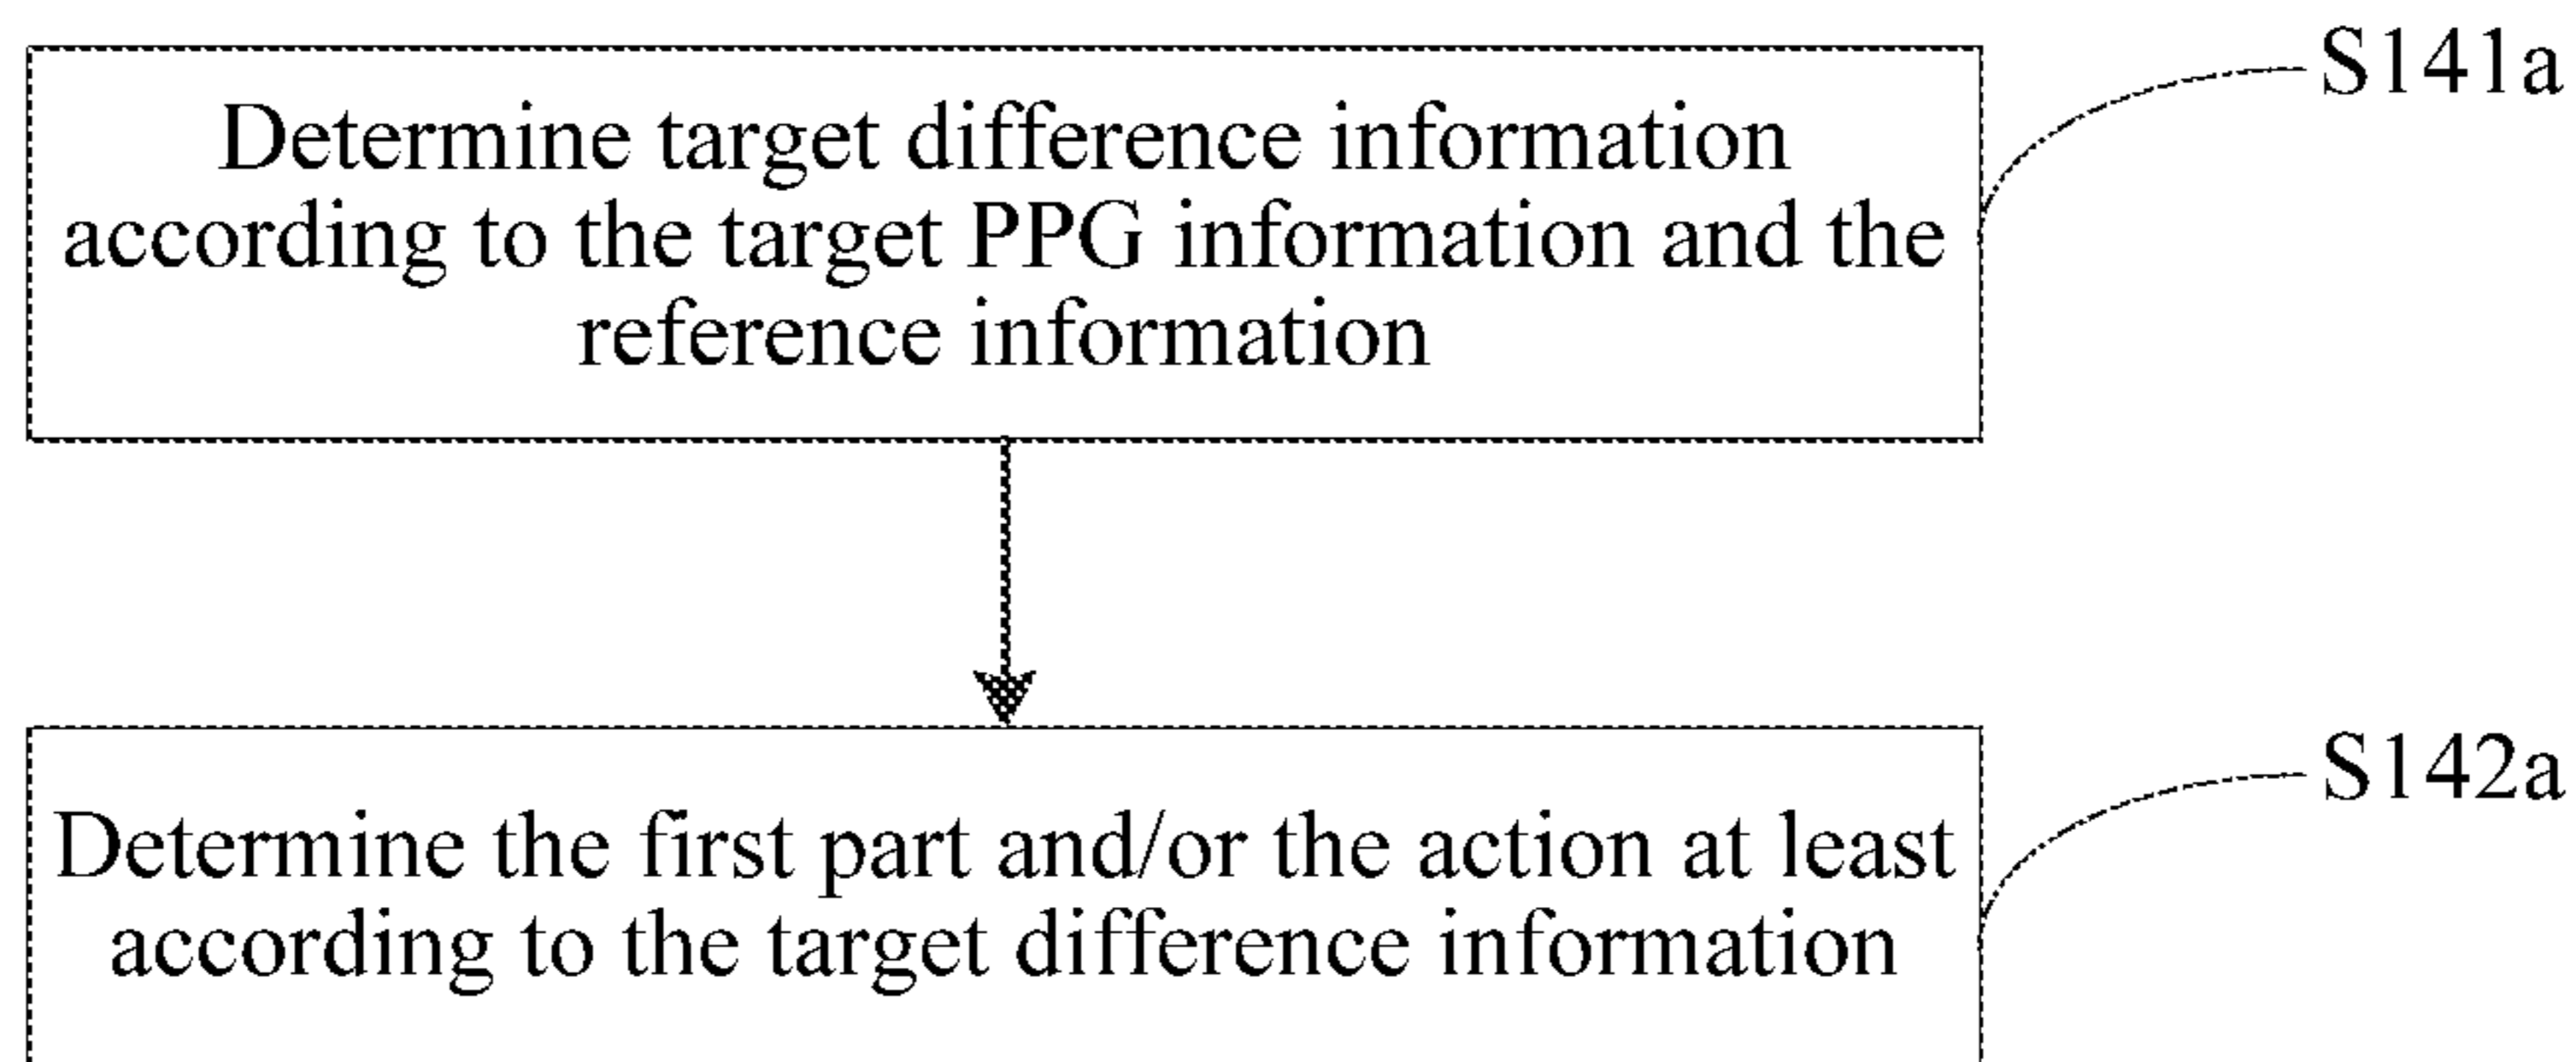 S141a
Determine target difference information
according to the target PPG information and the
reference information
S142a
Determine the first part and/or the action at least
according to the target difference information